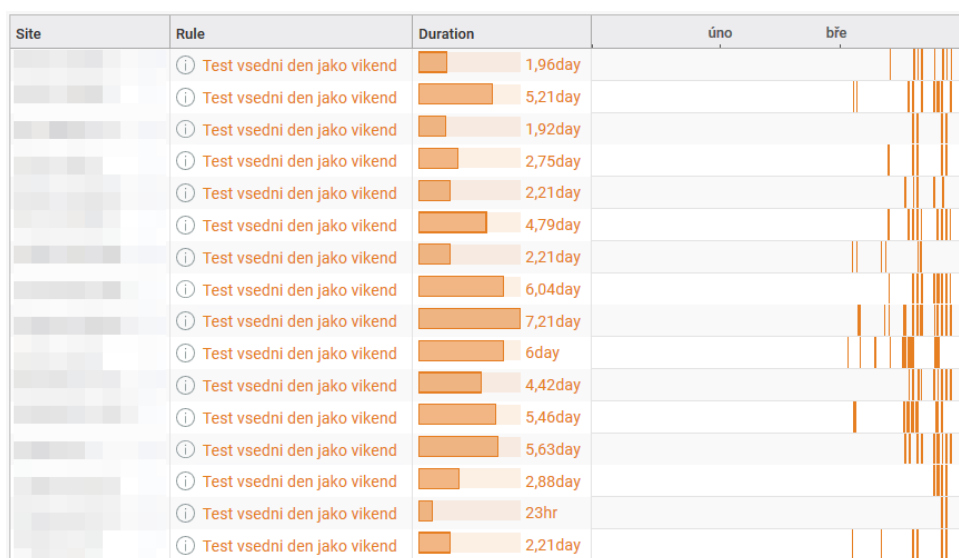 Site Rule Duration úno bře
Test vsedni den jako vikend 1,96day
Test vsedni den jako vikend 5,21day
Test vsedni den jako vikend 1,92day
Test vsedni den jako vikend 2,75day
Test vsedni den jako vikend 2,21day
Test vsedni den jako vikend 4,79day
Test vsedni den jako vikend 2,21day
Test vsedni den jako vikend 6,04day
Test vsedni den jako vikend 7,21day
Test vsedni den jako vikend 6day
Test vsedni den jako vikend 4,42day
Test vsedni den jako vikend 5,46day
Test vsedni den jako vikend 5,63day
Test vsedni den jako vikend 2,88day
Test vsedni den jako vikend 23hr
Test vsedni den jako vikend 2,21day